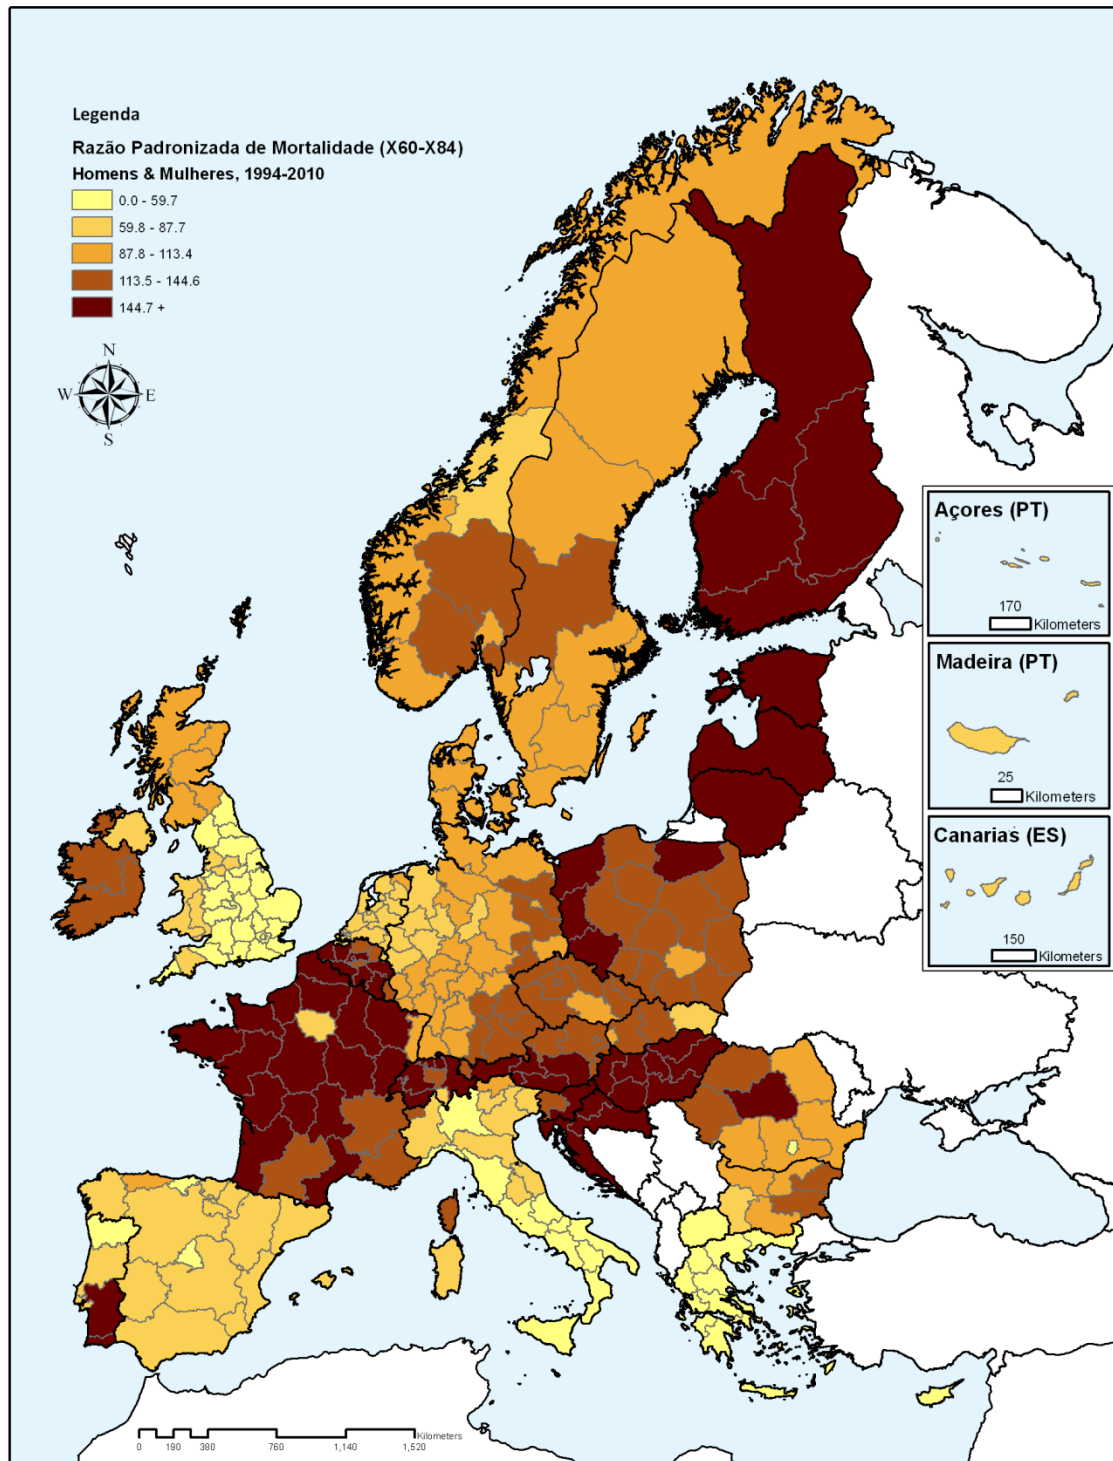 Legenda
Razão Padronizada de Mortalidade (X60-X84)
Homens & Mulheres, 1994-2010
0.0 - 59.7
59.8 - 87.7
87.8 - 113.4
113.5 - 144.6
144.7 +
N
W
E
S
Açores (PT)
170
Kilometers
Madeira (PT)
25
Kilometers
Canarias (ES)
150
Kilometers
Kilometers
0 190 380 760 1,140 1,520